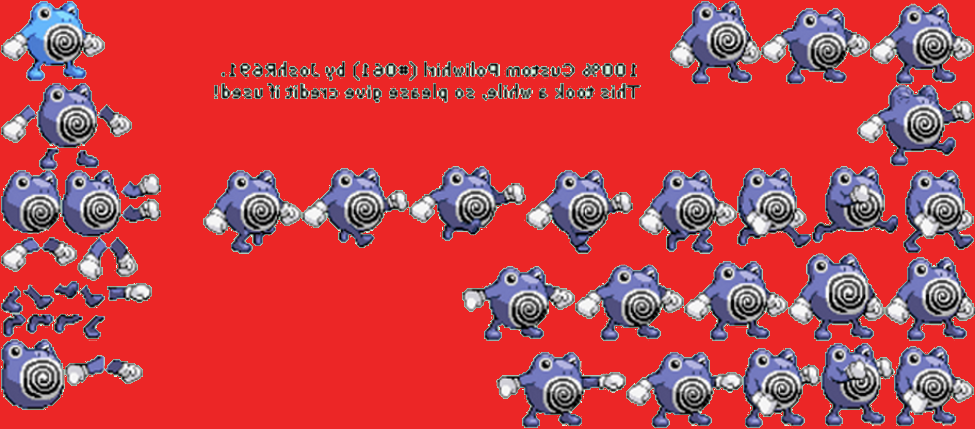 100% Custom Poliwhirl (#061) by JoshR691.
This took a while, so please give credit if used!